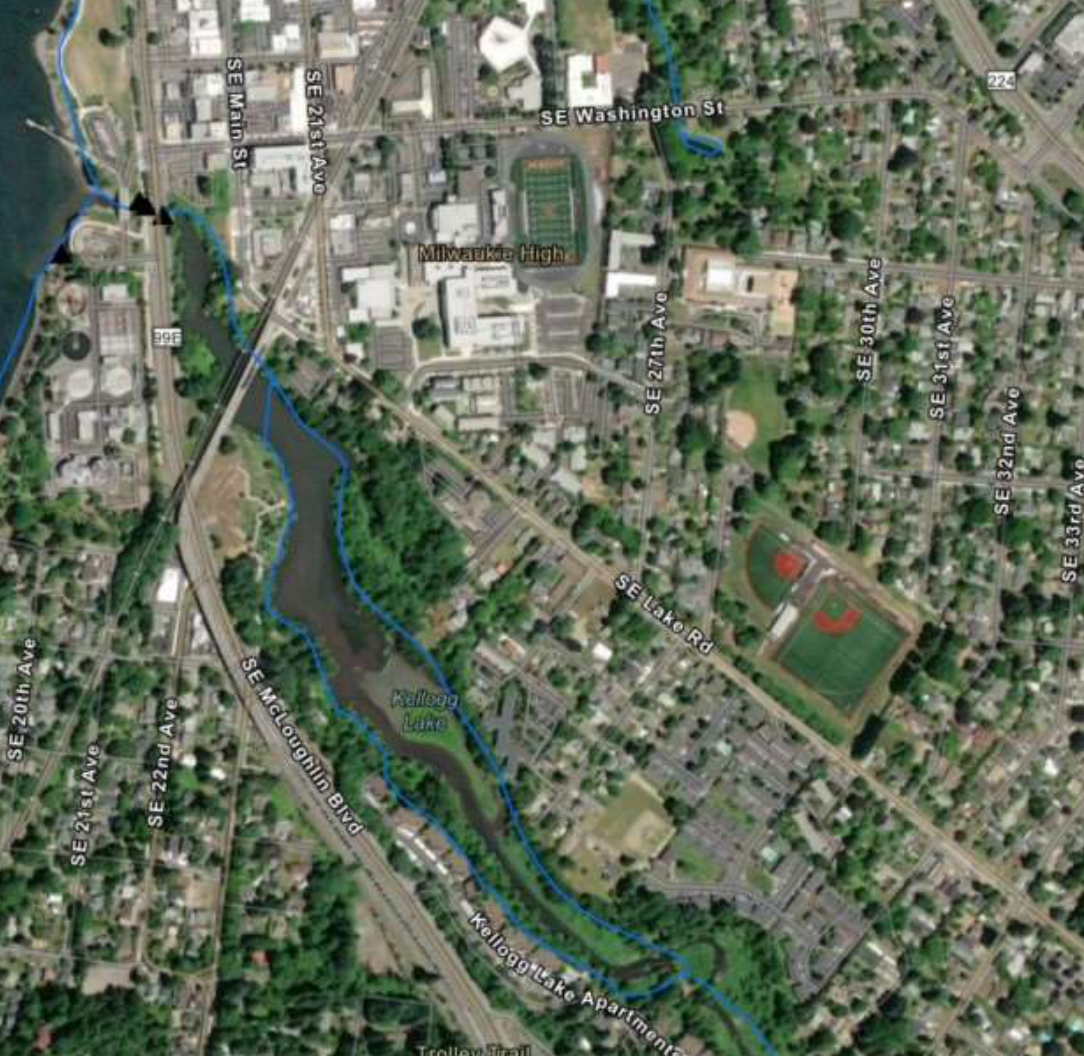 224
SE Main St
SE 21st Ave
SE Washington St
Milwaukie High
99E
SE 27th Ave
SE 30th Ave
SE 31st Ave
SE 32nd Ave
SE 33rd Ave
SE Lake Rd
SE 20th Ave
SE 21st Ave
SE 22nd Ave
SE McLoughlin Blvd
Kellogg
Lake
Kellogg Lake Apartments
Trolley Trail